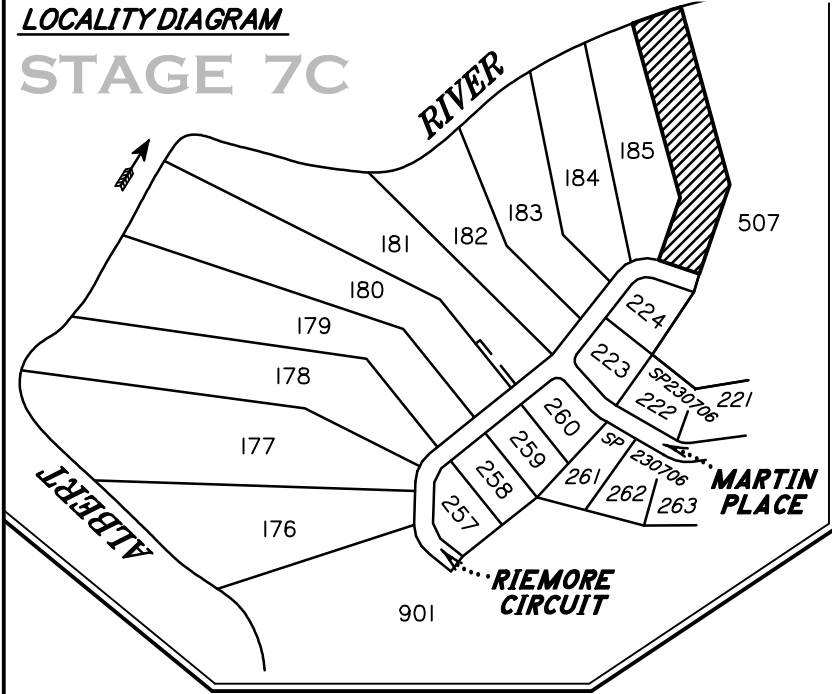 LOCALITY DIAGRAM
STAGE 7C
RIVER
185
184
507
183
182
181
180
179
224
178
223
SP230706
221
222
260
177
259
SP 230706
261
258
262
263
MARTIN
PLACE
257
ALBERT
176
RIEMORE
CIRCUIT
901